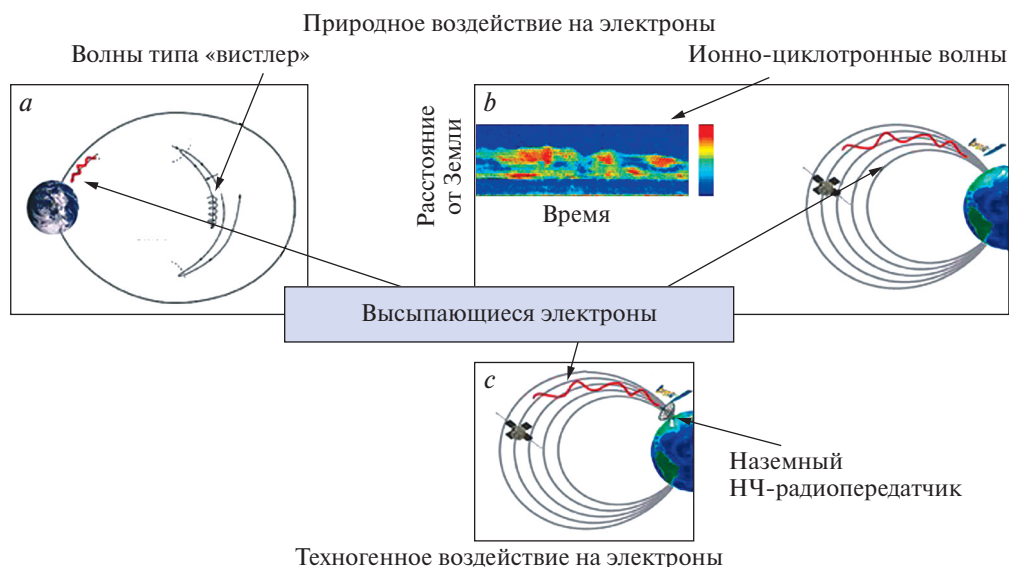 Природное воздействие на электроны
Волны типа «вистлер»
Ионно-циклотронные волны
a
b
Расстояние
от Земли
Время
Высыпающиеся электроны
c
Наземный
НЧ-радиопередатчик
Техногенное воздействие на электроны